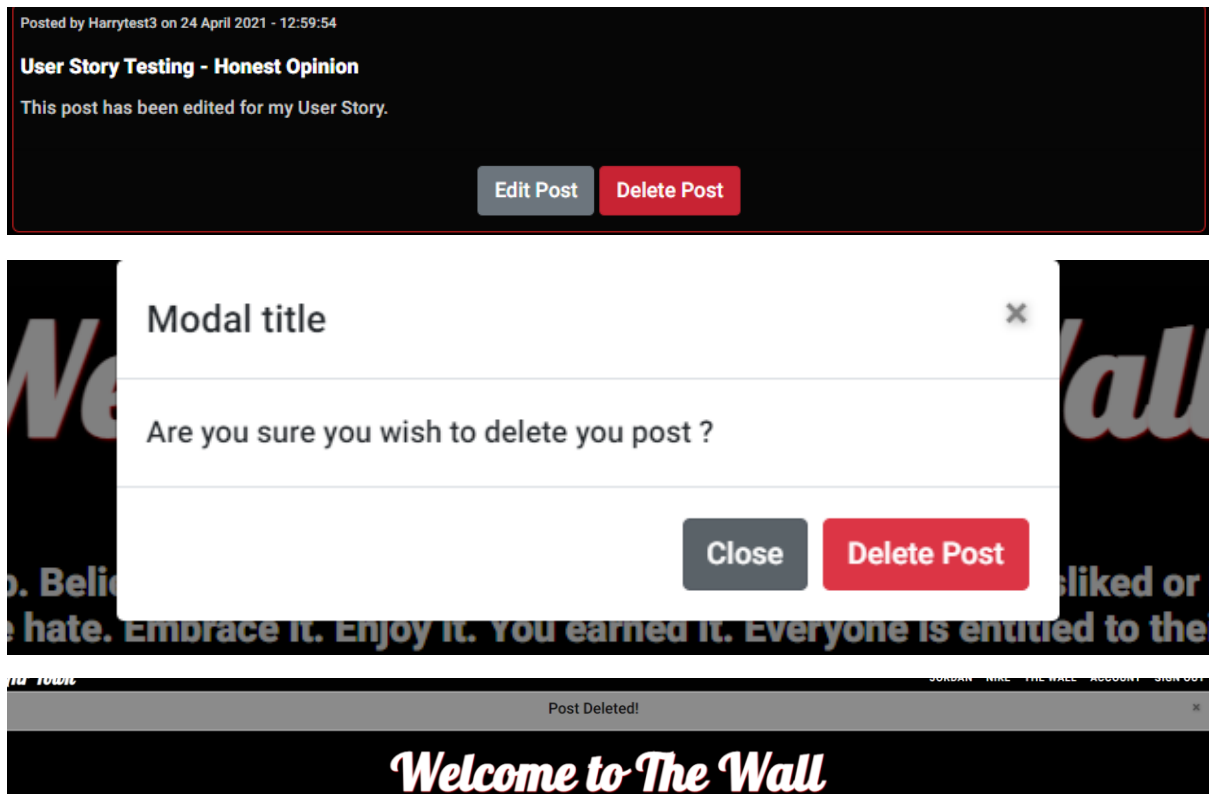 Posted by Harrytest3 on 24 April 2021 - 12:59:54
User Story Testing - Honest Opinion
This post has been edited for my User Story.
Edit Post Delete Post
Modal title ×
Are you sure you wish to delete you post ?
Close Delete Post
sliked or
hate. Embrace It. Enjoy It. You earned It. Everyone is entitled to
JORDAN NIKE THE WALL ACCOUNT SIGN OUT
Post Deleted! ×
Welcome to The Wall